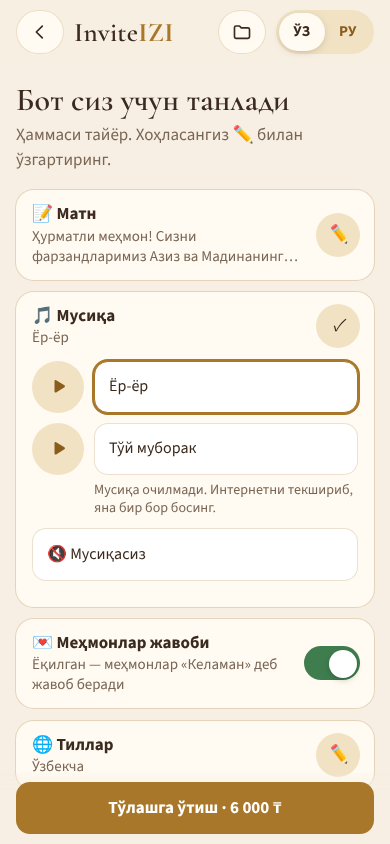 InviteIZI
ЎЗ
РУ
Бот сиз учун танлади
Ҳаммаси тайёр. Хоҳласангиз ✏️ билан
ўзгартиринг.
📝 Матн
Ҳурматли меҳмон! Сизни
фарзандларимиз Азиз ва Мадинанинг…
🎵 Мусиқа
Ёр-ёр
Ёр-ёр
Тўй муборак
Мусиқа очилмади. Интернетни текшириб,
яна бир бор босинг.
🔇 Мусиқасиз
💌 Меҳмонлар жавоби
Ёқилган — меҳмонлар «Келаман» деб
жавоб беради
🌐 Тиллар
Ўзбекча
Тўлашга ўтиш · 6 000 ₸